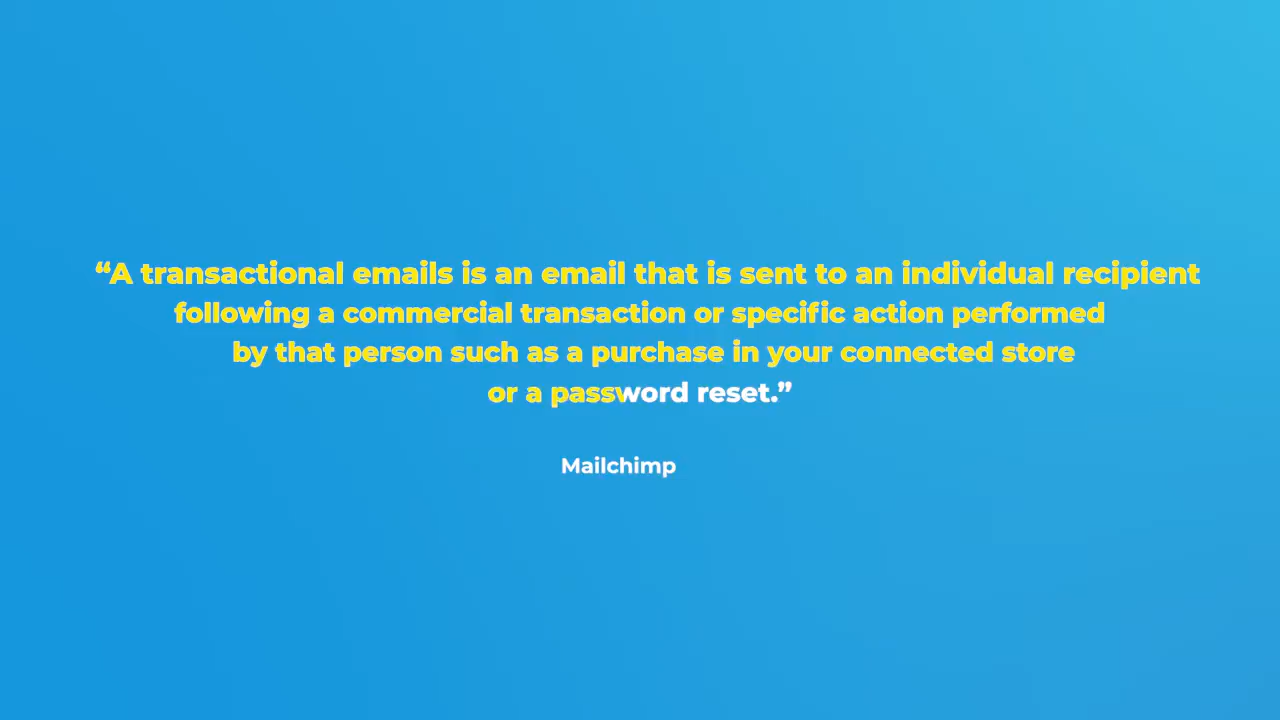 “A transactional emails is an email that is sent to an individual recipient
following a commercial transaction or specific action performed
by that person such as a purchase in your connected store
or a password reset.”
Mailchimp